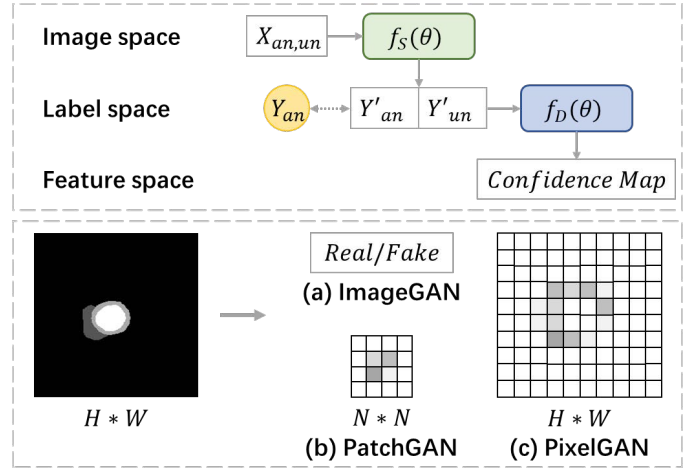 Image space
X_{an,un}
f_S(θ)
Label space
Y_{an}
Y'_{an}
Y'_{un}
f_D(θ)
Feature space
Confidence Map
Real/Fake
(a) ImageGAN
H * W
N * N
H * W
(b) PatchGAN
(c) PixelGAN